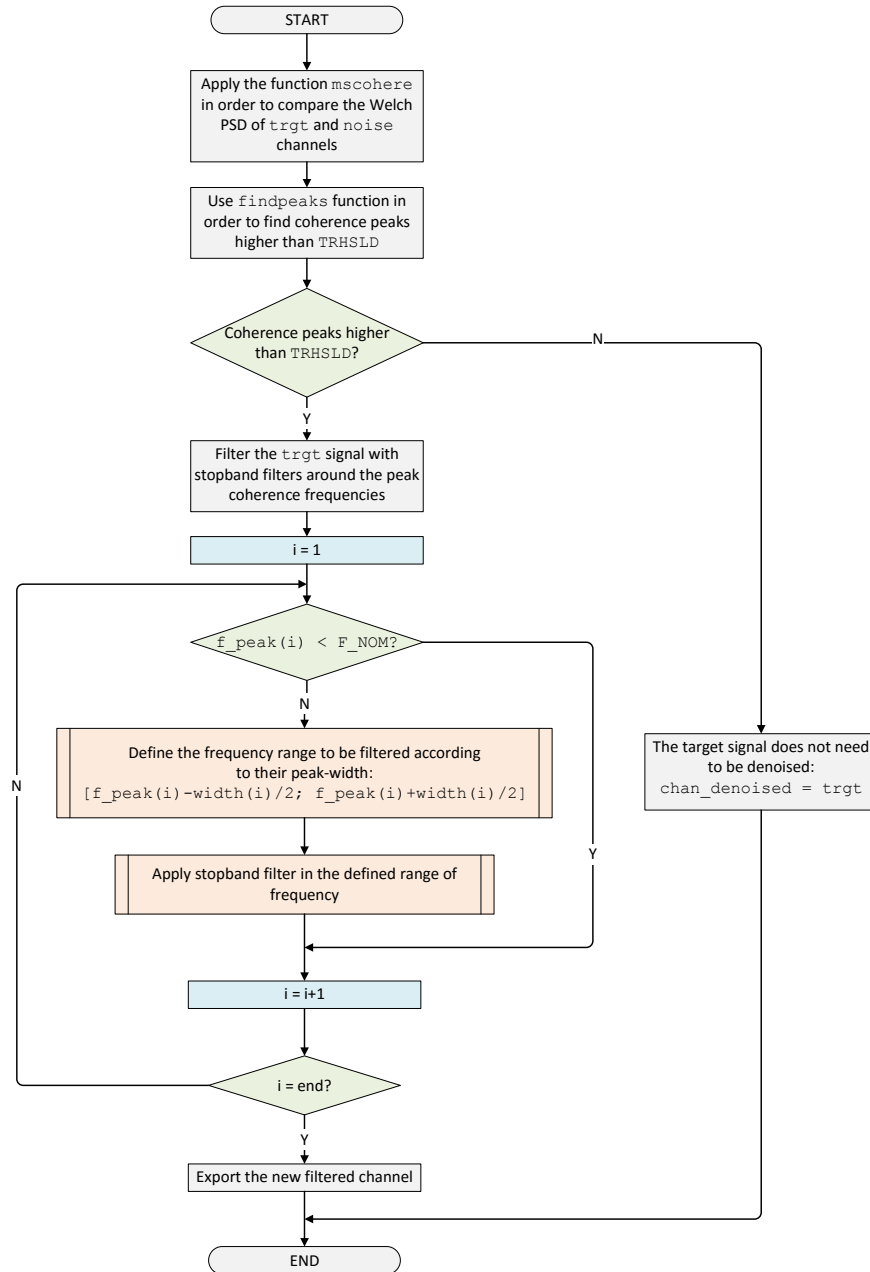 START
Apply the function mscohere
in order to compare the Welch
PSD of trgt and noise
channels
Use findpeaks function in
order to find coherence peaks
higher than TRHSLD
Coherence peaks higher
than TRHSLD?
N
Y
Filter the trgt signal with
stopband filters around the peak
coherence frequencies
i = 1
f_peak(i) < F_NOM?
N
Define the frequency range to be filtered according
to their peak-width:
[f_peak(i)-width(i)/2; f_peak(i)+width(i)/2]
The target signal does not need
to be denoised:
chan_denoised = trgt
N
Y
Apply stopband filter in the defined range of
frequency
i = i+1
i = end?
Y
Export the new filtered channel
END